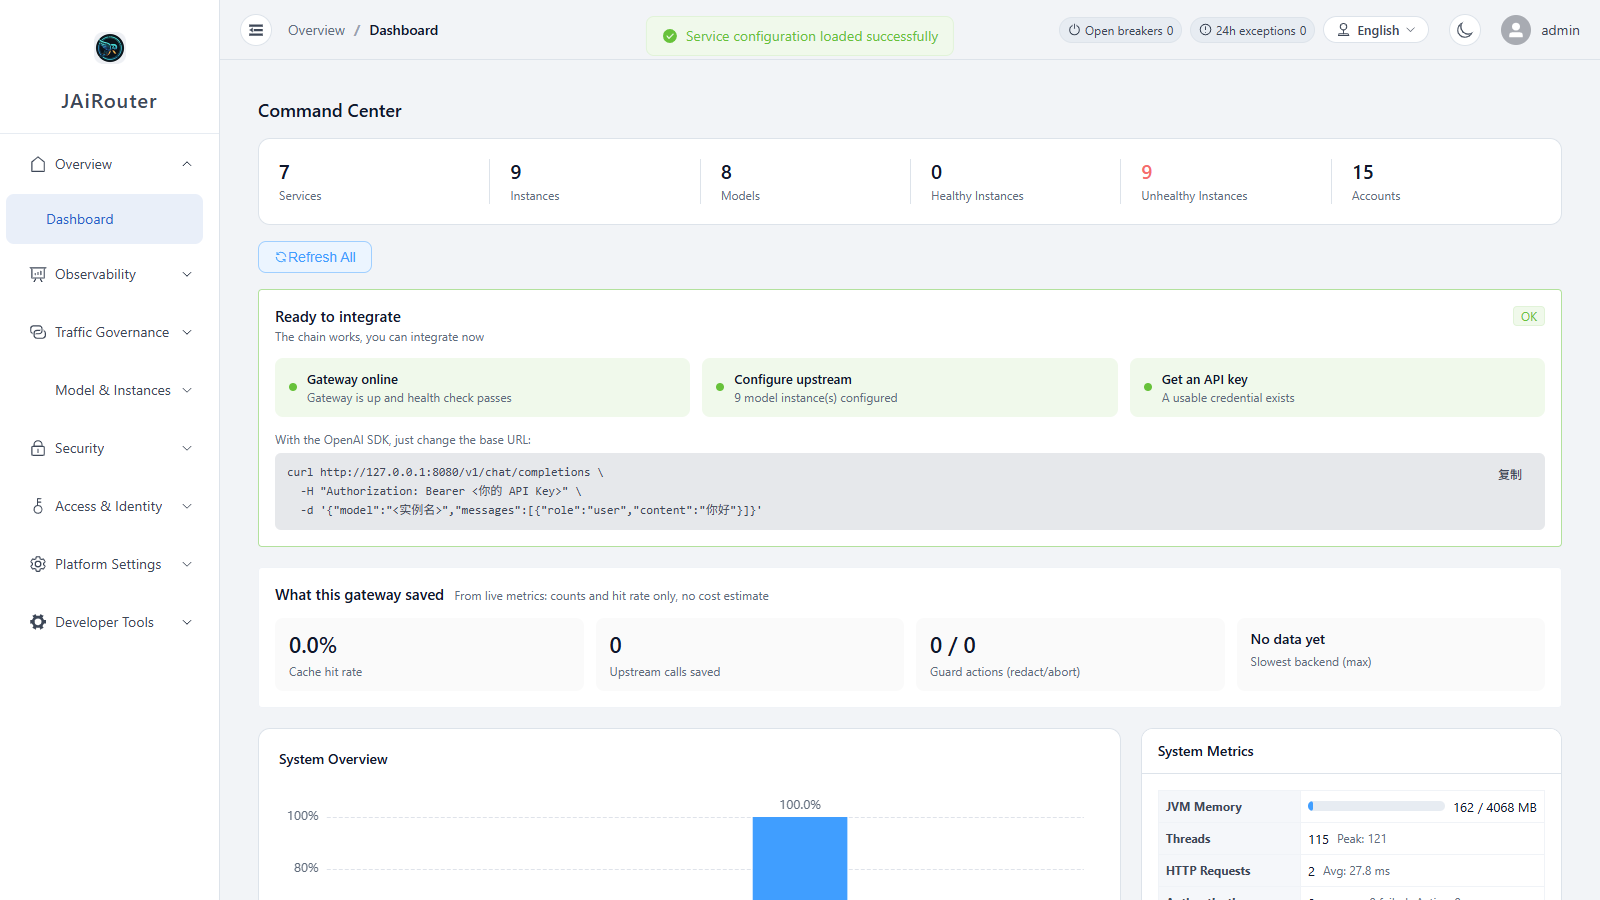 JAiRouter
Overview
Dashboard
Observability
Traffic Governance
Model & Instances
Security
Access & Identity
Platform Settings
Developer Tools
Overview / Dashboard
Service configuration loaded successfully
Open breakers 0
24h exceptions 0
English
admin
Command Center
7
Services
9
Instances
8
Models
0
Healthy Instances
9
Unhealthy Instances
15
Accounts
Refresh All
Ready to integrate
OK
The chain works, you can integrate now
Gateway online
Gateway is up and health check passes
Configure upstream
9 model instance(s) configured
Get an API key
A usable credential exists
With the OpenAI SDK, just change the base URL:
curl http://127.0.0.1:8080/v1/chat/completions \
-H "Authorization: Bearer <你的 API Key>" \
-d '{"model":"<实例名>","messages":[{"role":"user","content":"你好"}]}'
复制
What this gateway saved
From live metrics: counts and hit rate only, no cost estimate
0.0%
Cache hit rate
0
Upstream calls saved
0 / 0
Guard actions (redact/abort)
No data yet
Slowest backend (max)
System Overview
100.0%
100%
80%
System Metrics
JVM Memory 162 / 4068 MB
Threads 115 Peak: 121
HTTP Requests 2 Avg: 27.8 ms